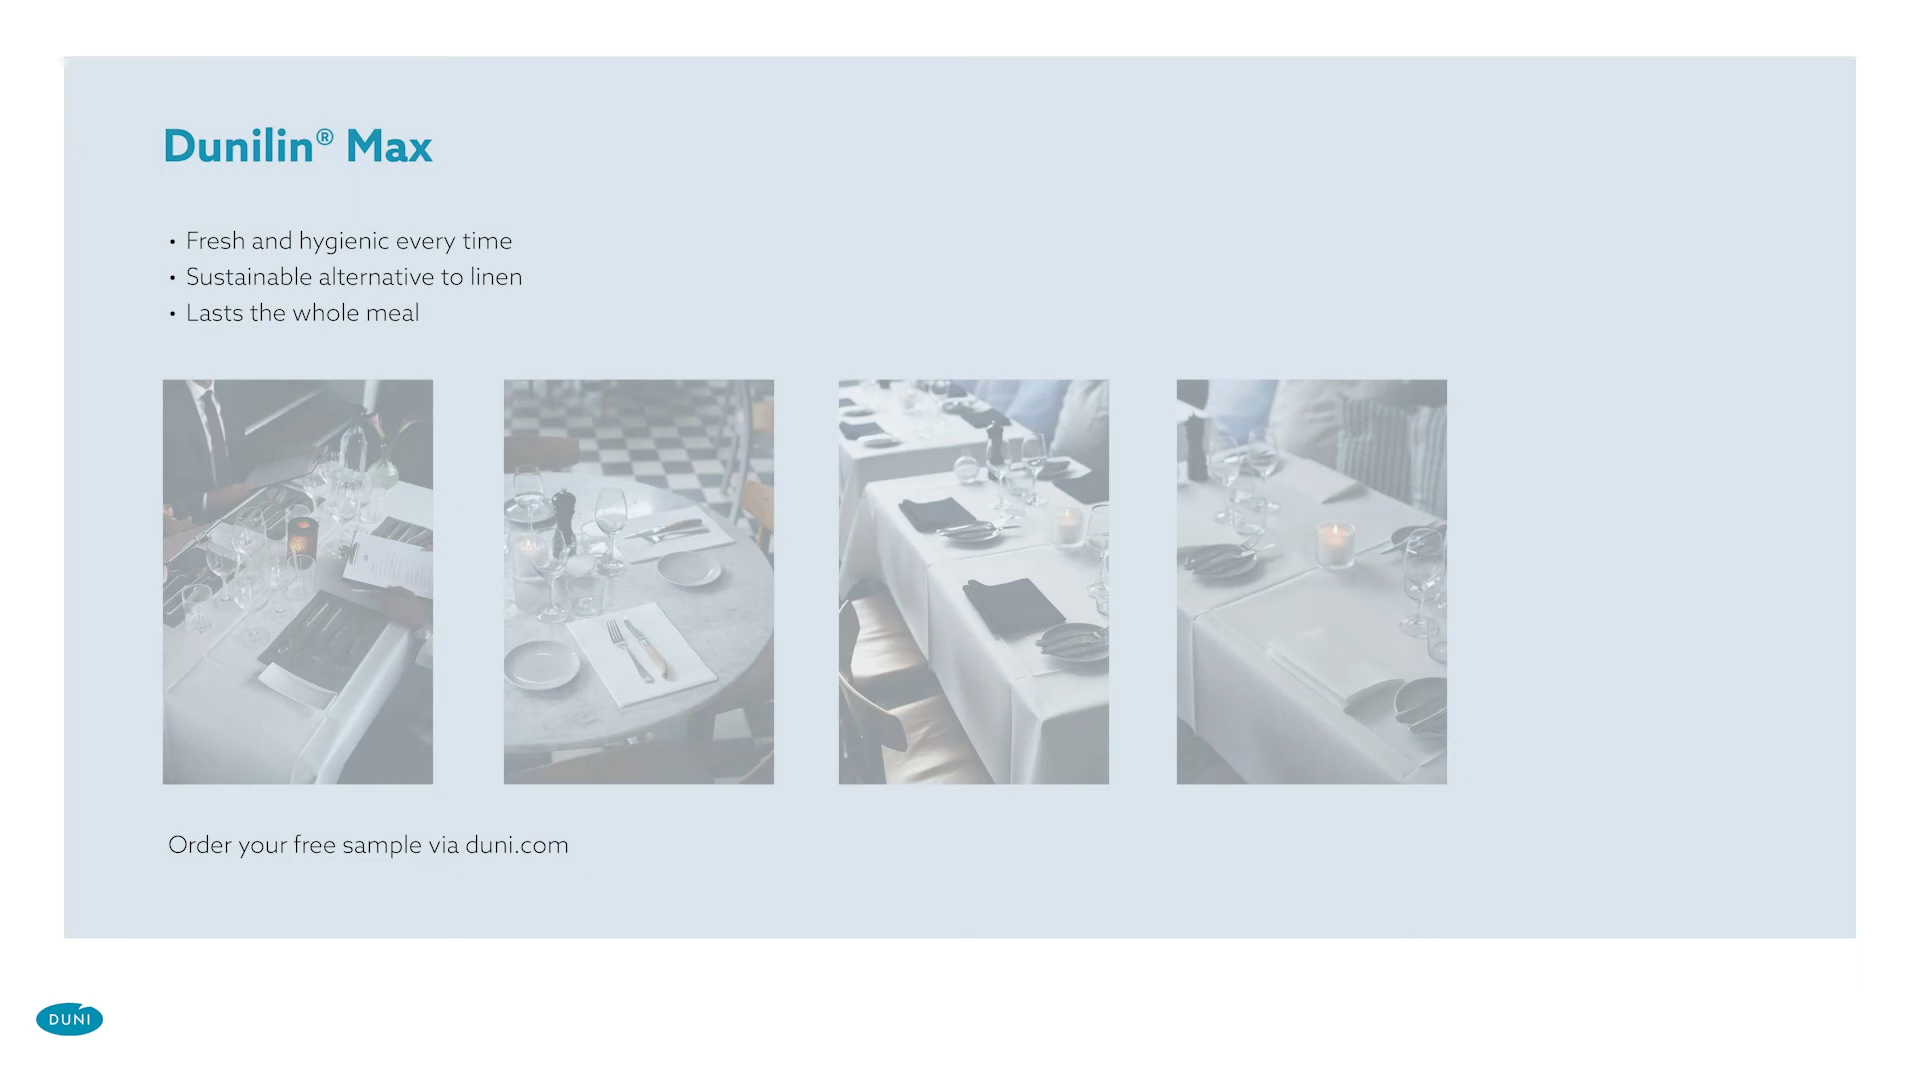 Dunilin® Max
• Fresh and hygienic every time
• Sustainable alternative to linen
• Lasts the whole meal
Order your free sample via duni.com
DUNI